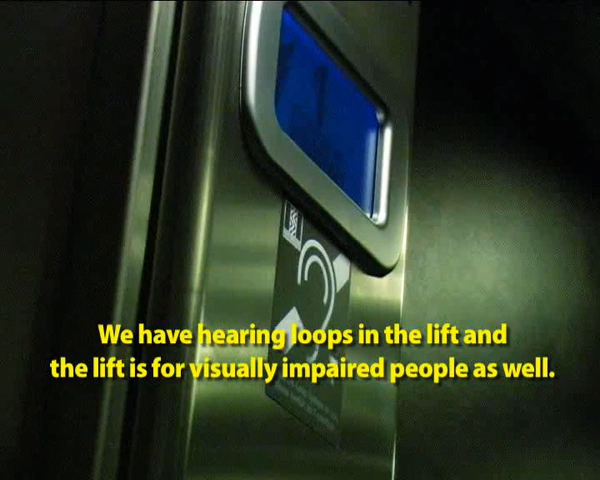 We have hearing loops in the lift and
the lift is for visually impaired people as well.